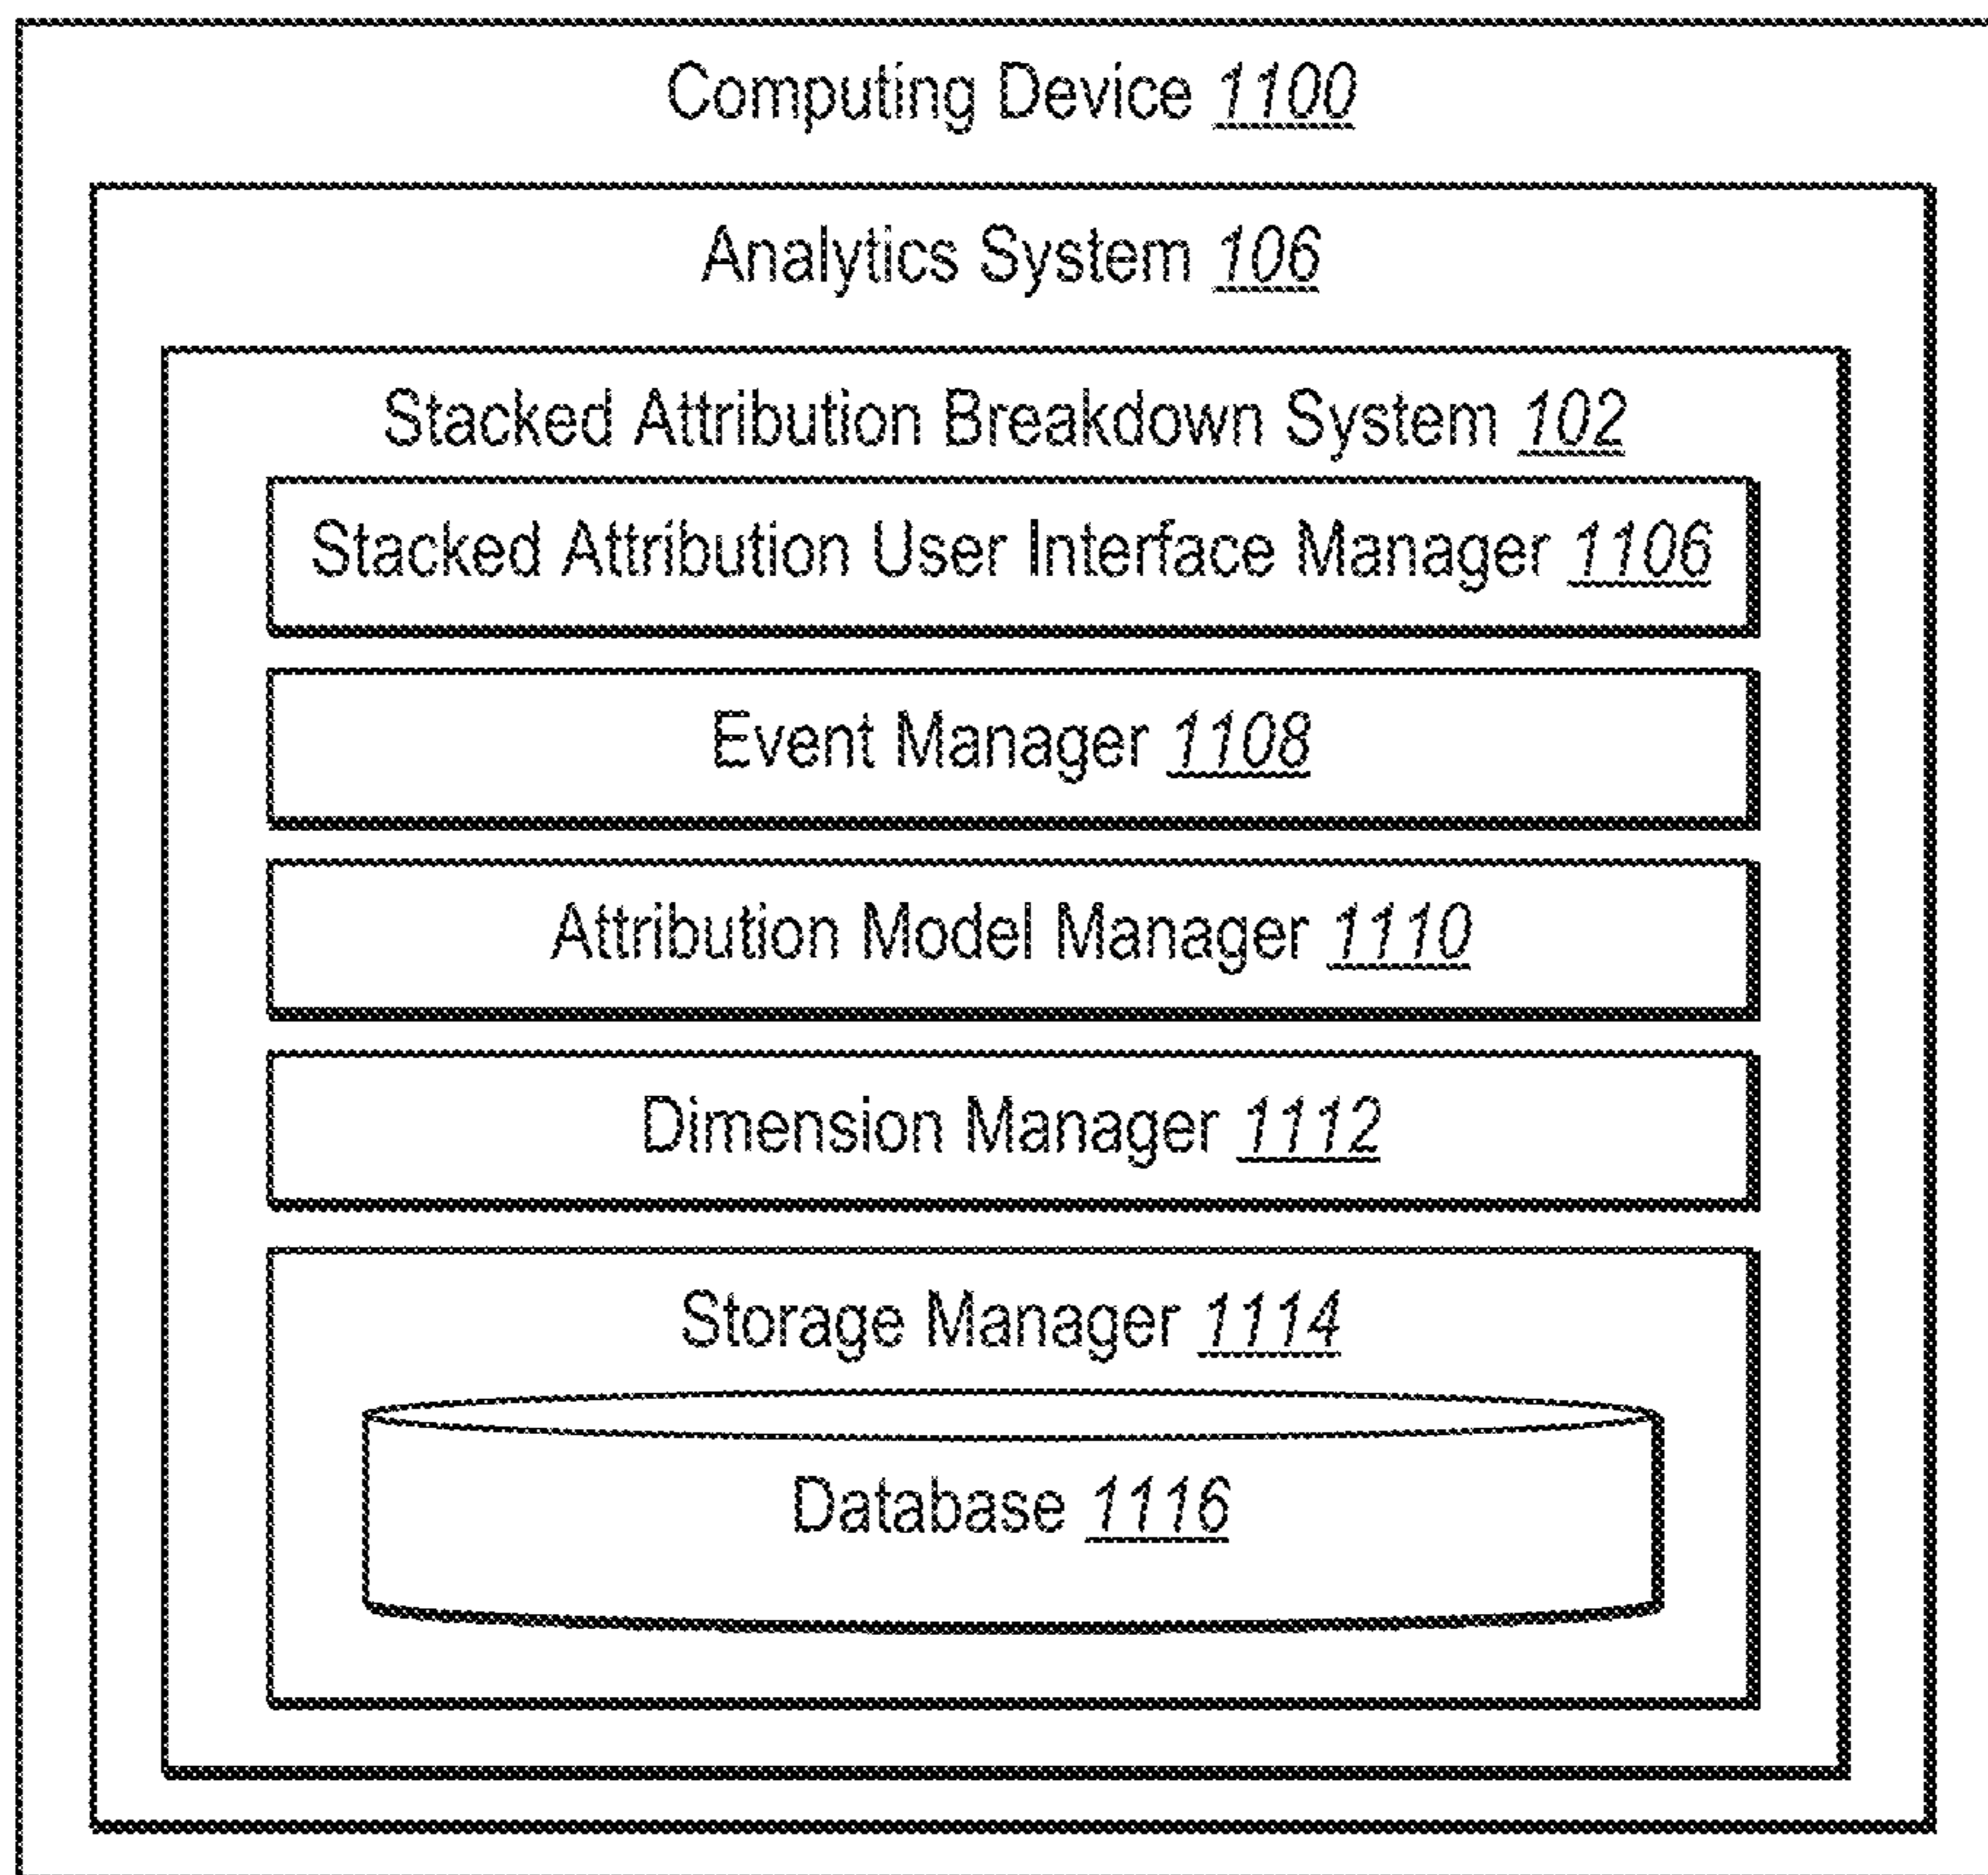 Computing Device 1100
Analytics System 106
Stacked Attribution Breakdown System 102
Stacked Attribution User Interface Manager 1106
Event Manager 1108
Attribution Model Manager 1110
Dimension Manager 1112
Storage Manager 1114
Database 1116